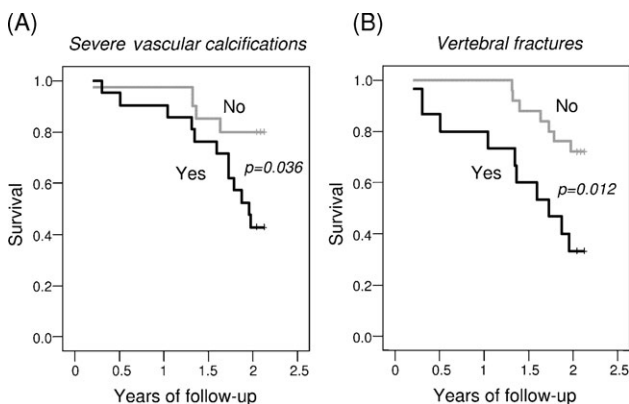 (A)
Severe vascular calcifications
1.0
0.8
0.6
0.4
0.2
0.0
Survival
No
Yes
p=0.036
0
0.5
1
1.5
2
2.5
Years of follow-up
(B)
Vertebral fractures
1.0
0.8
0.6
0.4
0.2
0.0
Survival
No
Yes
p=0.012
0
0.5
1
1.5
2
2.5
Years of follow-up